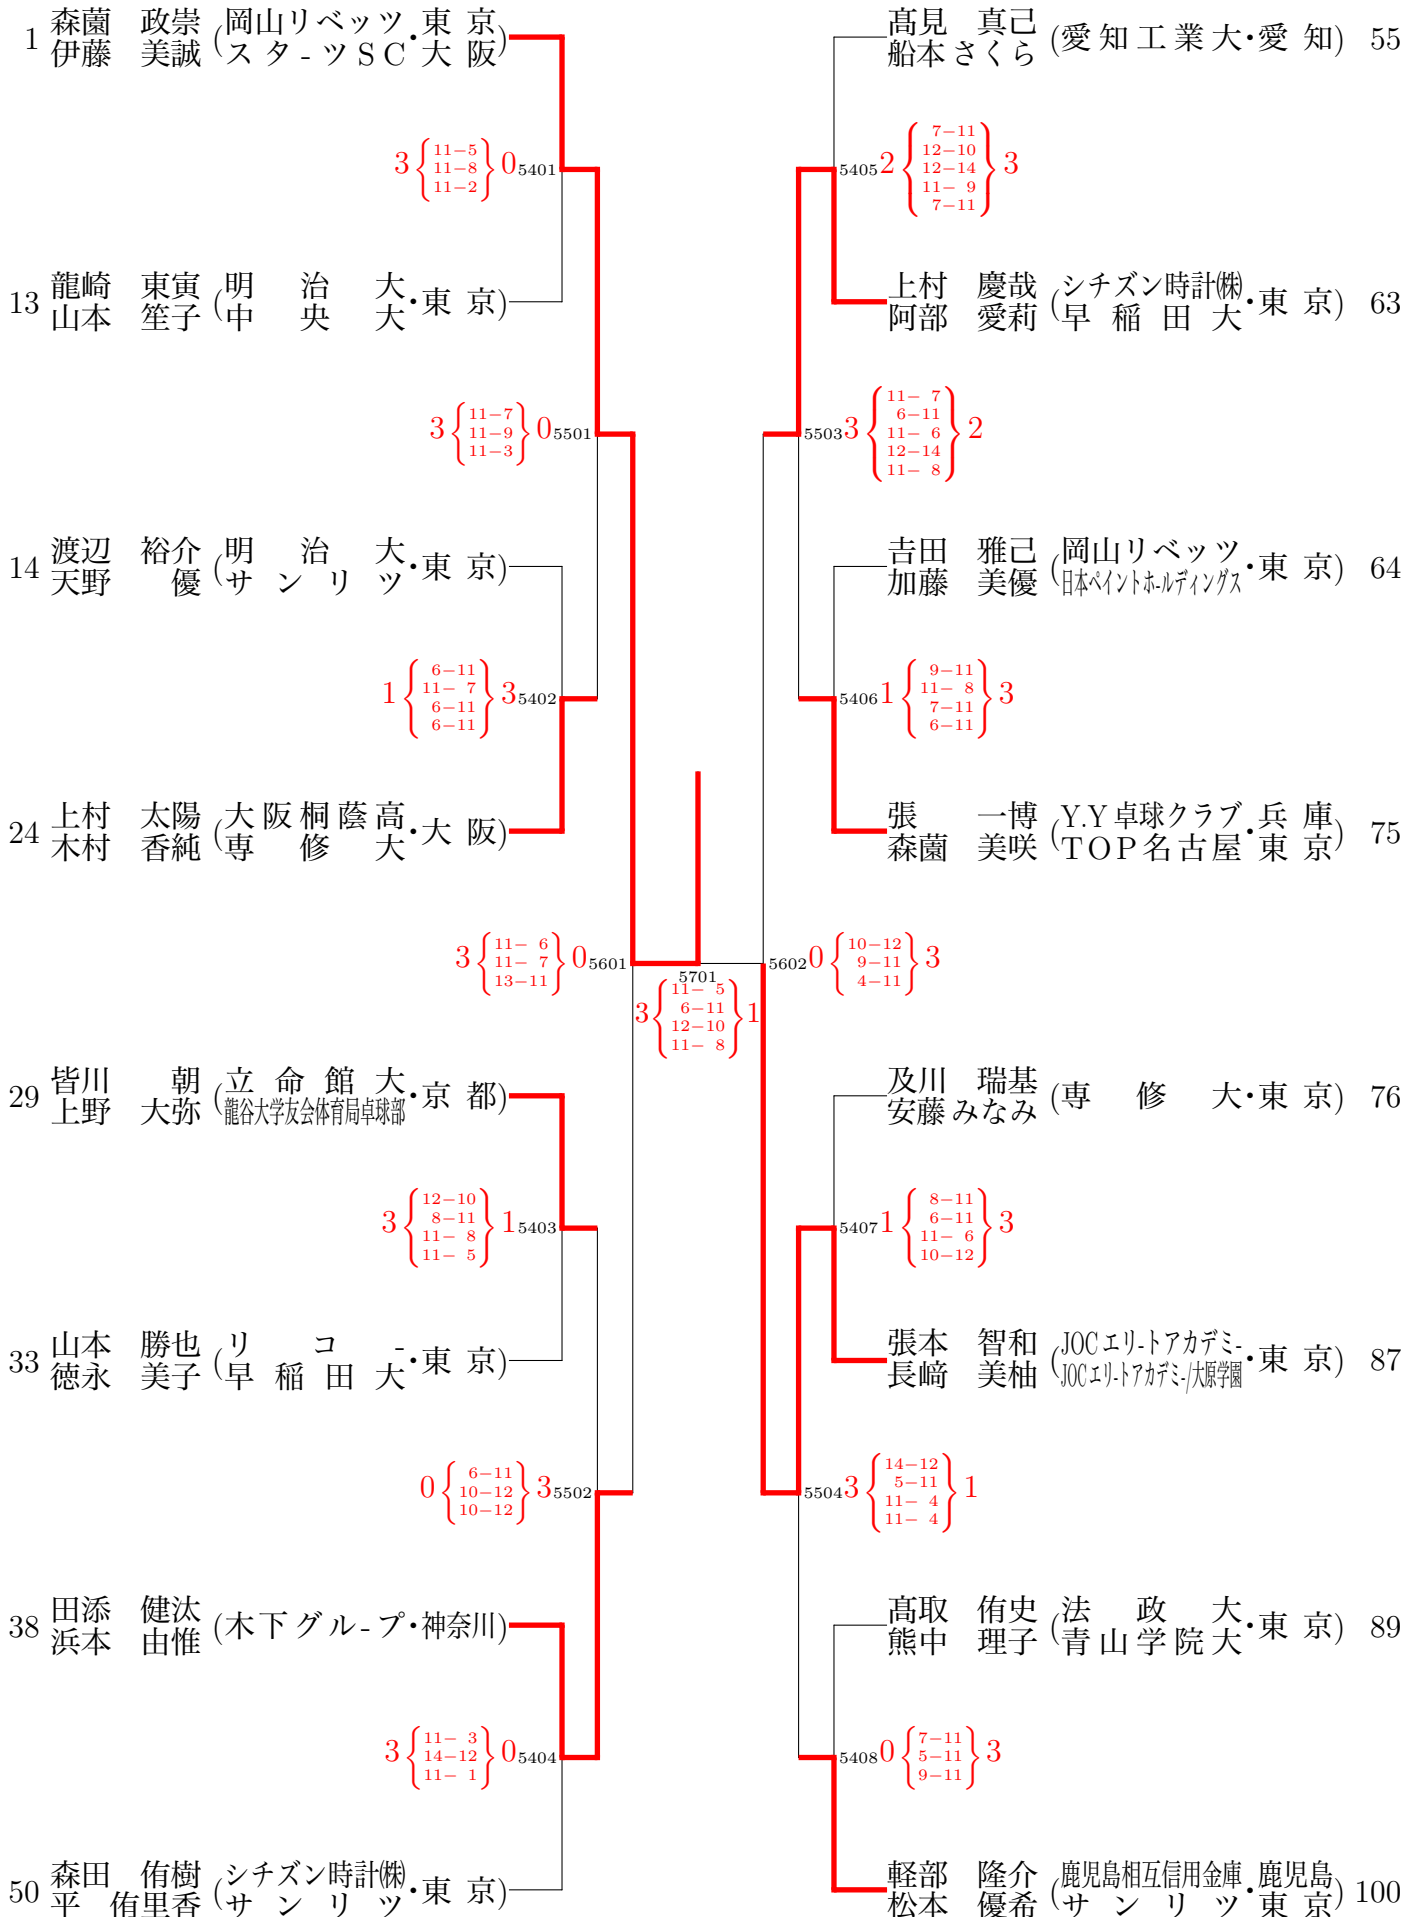 1 森薗 政崇 (岡山リベッツ・東京)
伊藤 美誠 (スタ-ツSC 大阪)
3 {11-5 11-8 11-2} 0 5401
13 龍崎 東寅 (明治大・東京)
山本 笙子 (中央大
3 {11-7 11-9 11-3} 0 5501
14 渡辺 裕介 (明治大・東京)
天野 優 (サンリツ
1 {6-11 11-7 6-11 6-11} 3 5402
24 上村 太陽 (大阪桐蔭高・大阪)
木村 香純 (専修大
3 {11-6 11-7 13-11} 0 5601
29 皆川 朝 (立命館大・京都)
上野 大弥 (龍谷大学友会体育局卓球部
3 {12-10 8-11 11-8 11-5} 1 5403
33 山本 勝也 (リコ-・東京)
徳永 美子 (早稲田大
0 {6-11 10-12 10-12} 3 5502
38 田添 健汰 (木下グル-プ・神奈川)
浜本 由惟
3 {11-3 14-12 11-1} 0 5404
50 森田 侑樹 (シチズン時計㈱・東京)
平 侑里香 (サンリツ
5701
3 {11-5 6-11 12-10 11-8} 1
髙見 真己 (愛知工業大・愛知) 55
船本 さくら
5405 2 {7-11 12-10 12-14 11-9 7-11} 3
上村 慶哉 (シチズン時計㈱・東京) 63
阿部 愛莉 (早稲田大
5503 3 {11-7 6-11 11-6 12-14 11-8} 2
𠮷田 雅己 (岡山リベッツ・東京) 64
加藤 美優 (日本ペイントホ-ルディングス
5406 1 {9-11 11-8 7-11 6-11} 3
張 一博 (Y.Y卓球クラブ・兵庫) 75
森薗 美咲 (TOP名古屋 東京)
5602 0 {10-12 9-11 4-11} 3
及川 瑞基 (専修大・東京) 76
安藤 みなみ
5407 1 {8-11 6-11 11-6 10-12} 3
張本 智和 (JOCエリ-トアカデミ-・東京) 87
長﨑 美柚 (JOCエリ-トアカデミ-/大原学園
5504 3 {14-12 5-11 11-4 11-4} 1
髙取 侑史 (法政大・東京) 89
熊中 理子 (青山学院大
5408 0 {7-11 5-11 9-11} 3
軽部 隆介 (鹿児島相互信用金庫・鹿児島) 100
松本 優希 (サンリツ 東京)